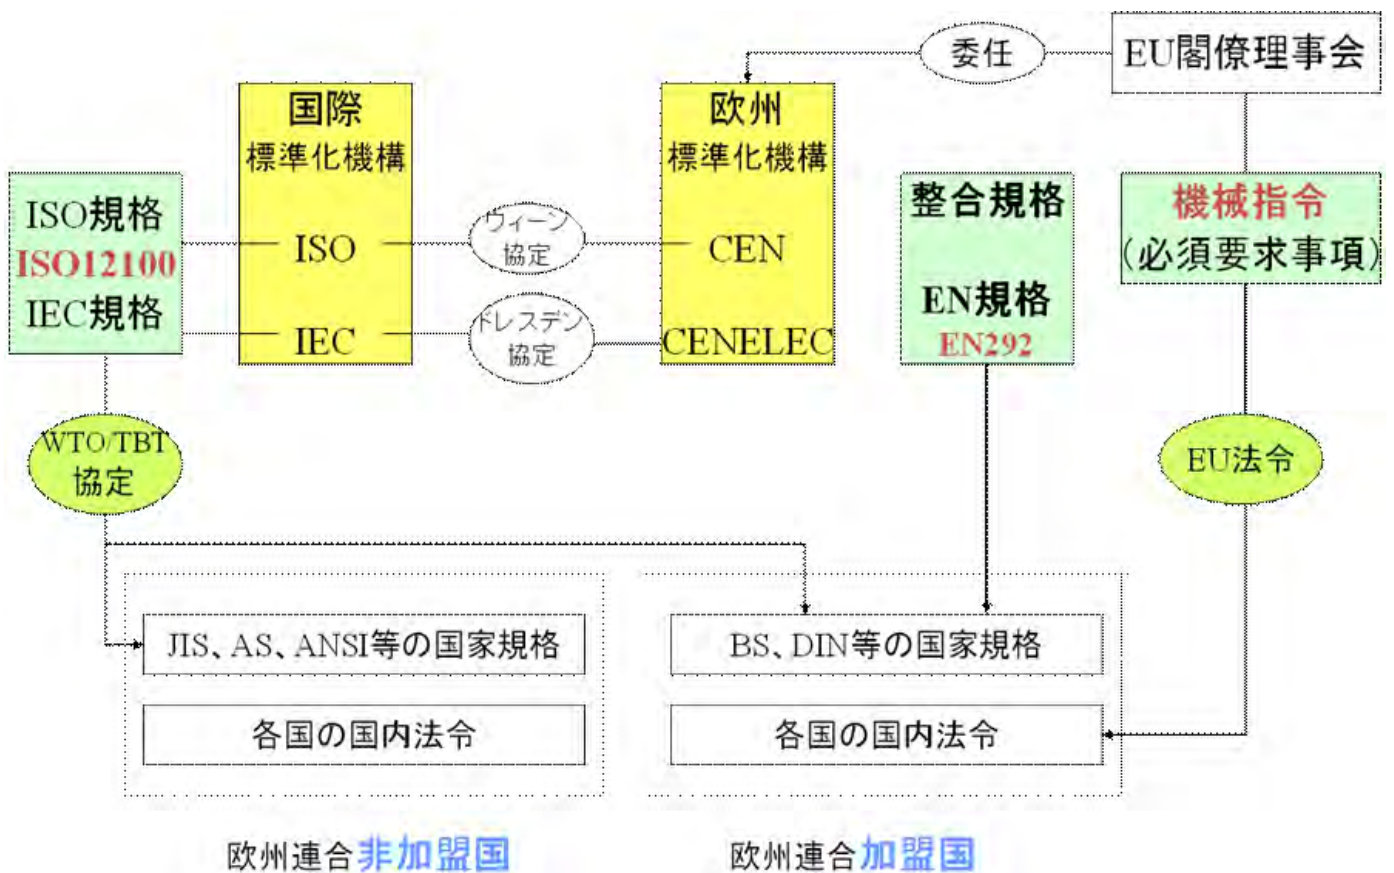 委任
EU閣僚理事会
国際
標準化機構
ISO
IEC
欧州
標準化機構
CEN
CENELEC
ISO規格
ISO12100
IEC規格
ウィーン
協定
ドレスデン
協定
整合規格
EN規格
EN292
機械指令
(必須要求事項)
WTO/TBT
協定
EU法令
JIS、AS、ANSI等の国家規格
各国の国内法令
BS、DIN等の国家規格
各国の国内法令
欧州連合非加盟国
欧州連合加盟国